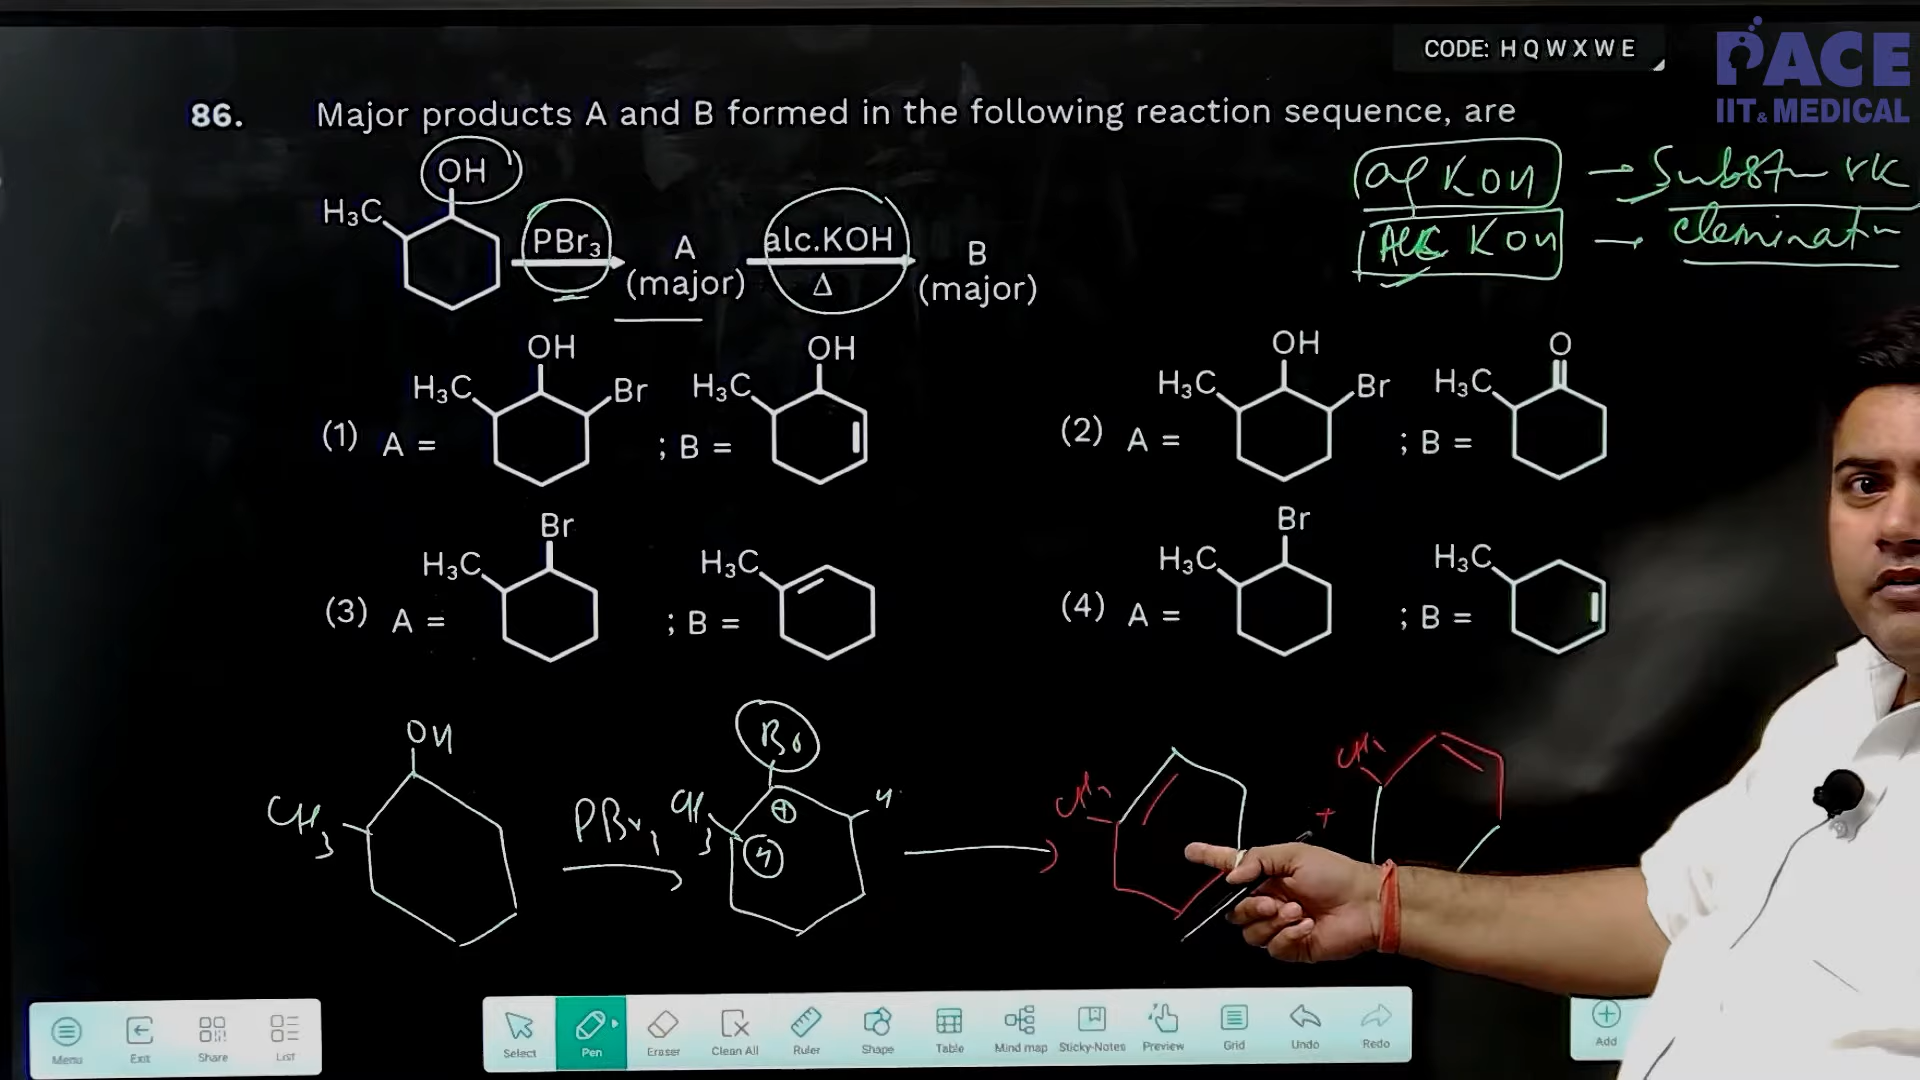 CODE: H Q W X W E
PACE
IIT & MEDICAL
86. Major products A and B formed in the following reaction sequence, are
OH
H₃C
PBr₃
A
(major)
alc.KOH
Δ
B
(major)
aq KOH →
ALC KOH →
(1) A =
OH
H₃C
Br
; B =
OH
H₃C
(2) A =
OH
H₃C
Br
; B =
O
H₃C
(3) A =
Br
H₃C
; B =
H₃C
(4) A =
Br
H₃C
; B =
H₃C
OH
CH₃
PBr₃
Br
CH₃
⊕
H
H
CH₃
+
CH₃
Menu
Exit
Share
List
Select
Pen
Eraser
Clean All
Ruler
Shape
Table
Mind map
Sticky-Notes
Preview
Grid
Undo
Redo
Add